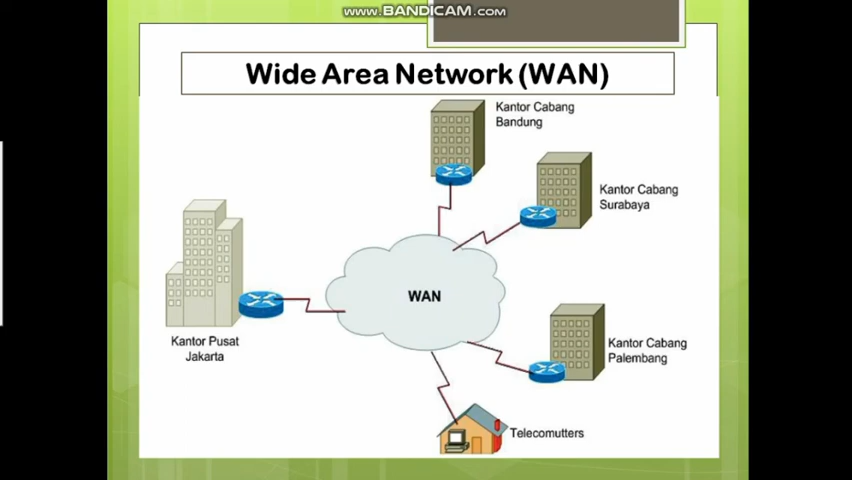 www.BANDICAM.com
Wide Area Network (WAN)
Kantor Cabang
Bandung
Kantor Cabang
Surabaya
WAN
Kantor Pusat
Jakarta
Kantor Cabang
Palembang
Telecomutters